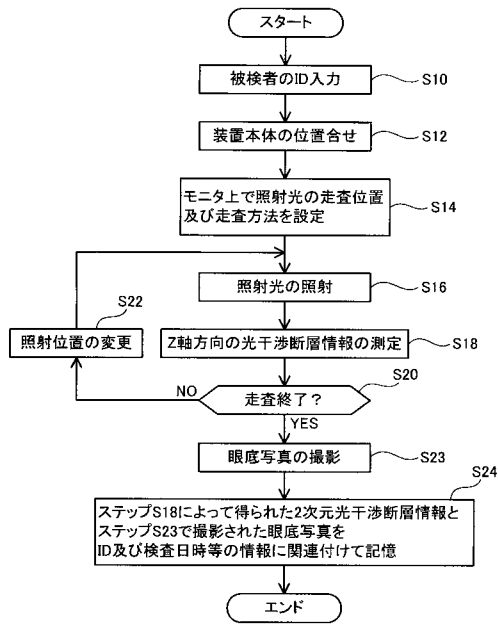 スタート
被検者のID入力
S10
装置本体の位置合せ
S12
モニタ上で照射光の走査位置
及び走査方法を設定
S14
照射光の照射
S16
S22
照射位置の変更
Z軸方向の光干渉断層情報の測定
S18
走査終了？
S20
NO
YES
眼底写真の撮影
S23
S24
ステップS18によって得られた2次元光干渉断層情報と
ステップS23で撮影された眼底写真を
ID及び検査日時等の情報に関連付けて記憶
エンド